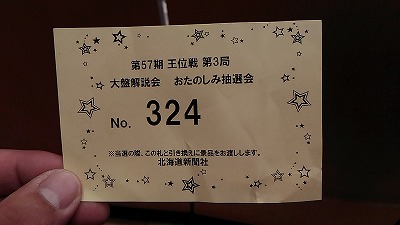 第57期 王位戦 第3局
大盤解説会 おたのしみ抽選会
No. 324
※当選の際、この札と引き換えに景品をお渡しします。
北海道新聞社